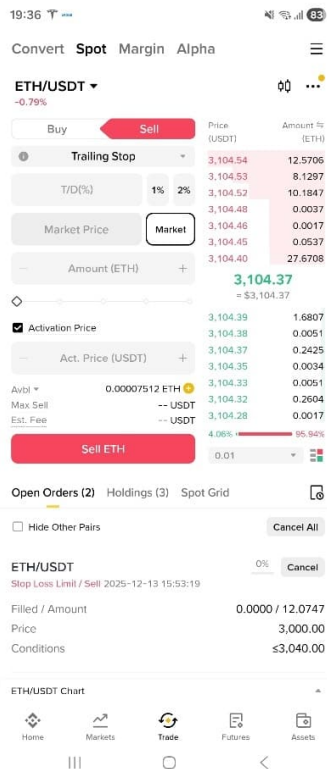 19:36
83
Convert Spot Margin Alpha
ETH/USDT
-0.79%
Buy Sell
Trailing Stop
T/D(%) 1% 2%
Market Price Market
Amount (ETH)
Activation Price
Act. Price (USDT)
Avbl 0.00007512 ETH
Max Sell -- USDT
Est. Fee -- USDT
Sell ETH
Price Amount
(USDT) (ETH)
3,104.54 12.5706
3,104.53 8.1297
3,104.52 10.1847
3,104.48 0.0037
3,104.46 0.0017
3,104.45 0.0537
3,104.40 27.6708
3,104.37
≈ $3,104.37
3,104.39 1.6807
3,104.38 0.0051
3,104.37 0.2425
3,104.35 0.0034
3,104.33 0.0051
3,104.32 0.2604
3,104.28 0.0017
4.06% 95.94%
0.01
Open Orders (2) Holdings (3) Spot Grid
Hide Other Pairs Cancel All
ETH/USDT 0% Cancel
Stop Loss Limit / Sell 2025-12-13 15:53:19
Filled / Amount 0.0000 / 12.0747
Price 3,000.00
Conditions ≤3,040.00
ETH/USDT Chart
Home Markets Trade Futures Assets